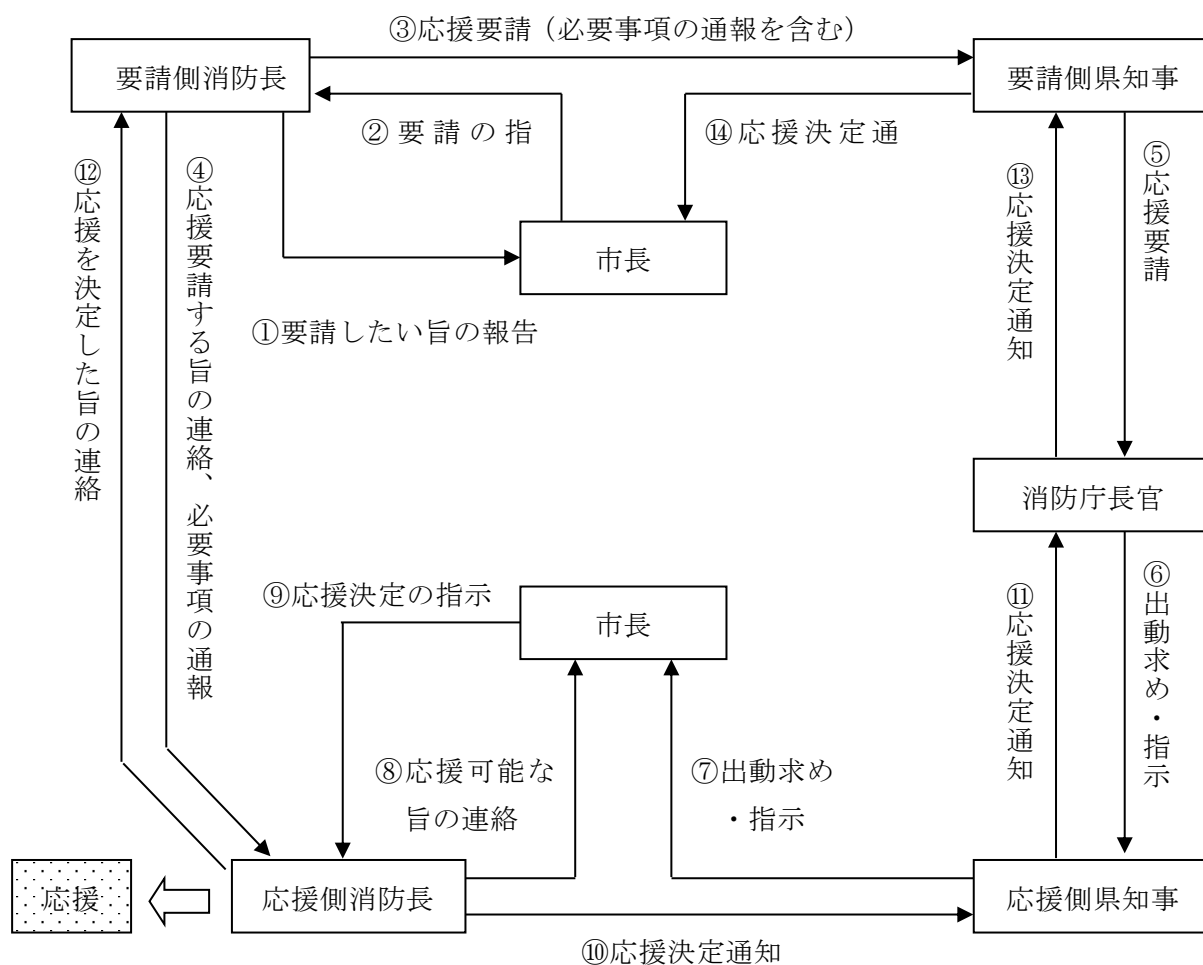 ③応援要請（必要事項の通報を含む）
要請側消防長
要請側県知事
②要請の指
⑭応援決定通
市長
①要請したい旨の報告
⑫応援を決定した旨の連絡
④応援要請する旨の連絡、必要事項の通報
⑬応援決定通知
⑤応援要請
消防庁長官
⑨応援決定の指示
市長
⑪応援決定通知
⑥出動求め・指示
⑧応援可能な
旨の連絡
⑦出動求め
・指示
応援
応援側消防長
応援側県知事
⑩応援決定通知